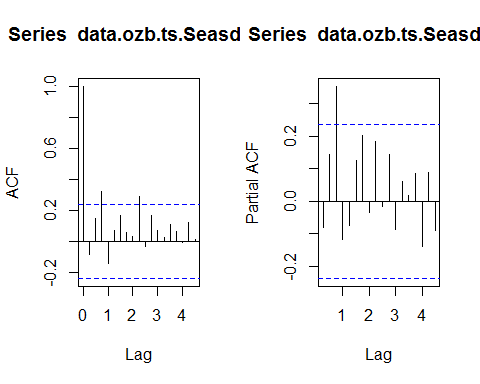 Series data.ozb.ts.Seasd Series data.ozb.ts.Seasd
ACF
1.0
0.6
0.2
-0.2
0 1 2 3 4
Lag
Partial ACF
0.2
0.0
-0.2
1 2 3 4
Lag